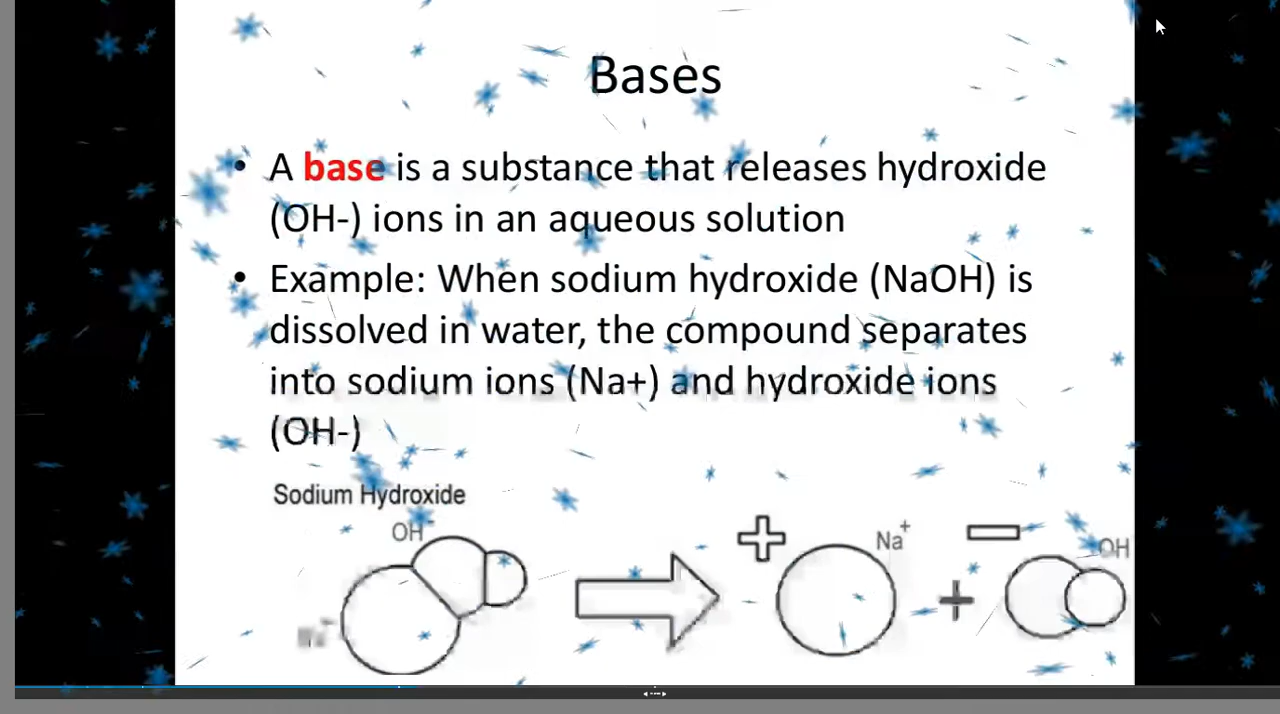 Bases
• A base is a substance that releases hydroxide
(OH-) ions in an aqueous solution
• Example: When sodium hydroxide (NaOH) is
dissolved in water, the compound separates
into sodium ions (Na+) and hydroxide ions
(OH-)
Sodium Hydroxide
OH-
Na+
+
OH